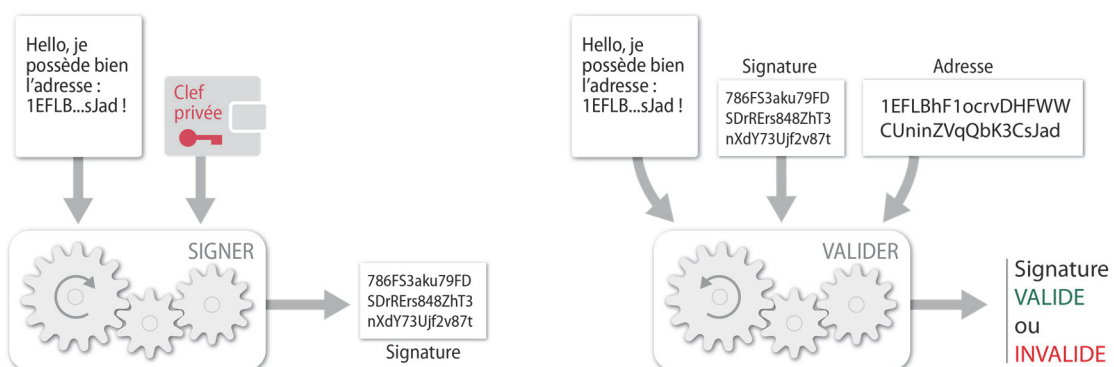 Hello, je
possède bien
l'adresse :
1EFLB...sJad !
Clef
privée
SIGNER
786FS3aku79FD
SDrRErs848ZhT3
nXdY73Ujf2v87t
Signature
Hello, je
possède bien
l'adresse :
1EFLB...sJad !
Signature
786FS3aku79FD
SDrRErs848ZhT3
nXdY73Ujf2v87t
Adresse
1EFLBhF1ocrvDHFWW
CUninZVqQbK3CsJad
VALIDER
Signature
VALIDE
ou
INVALIDE